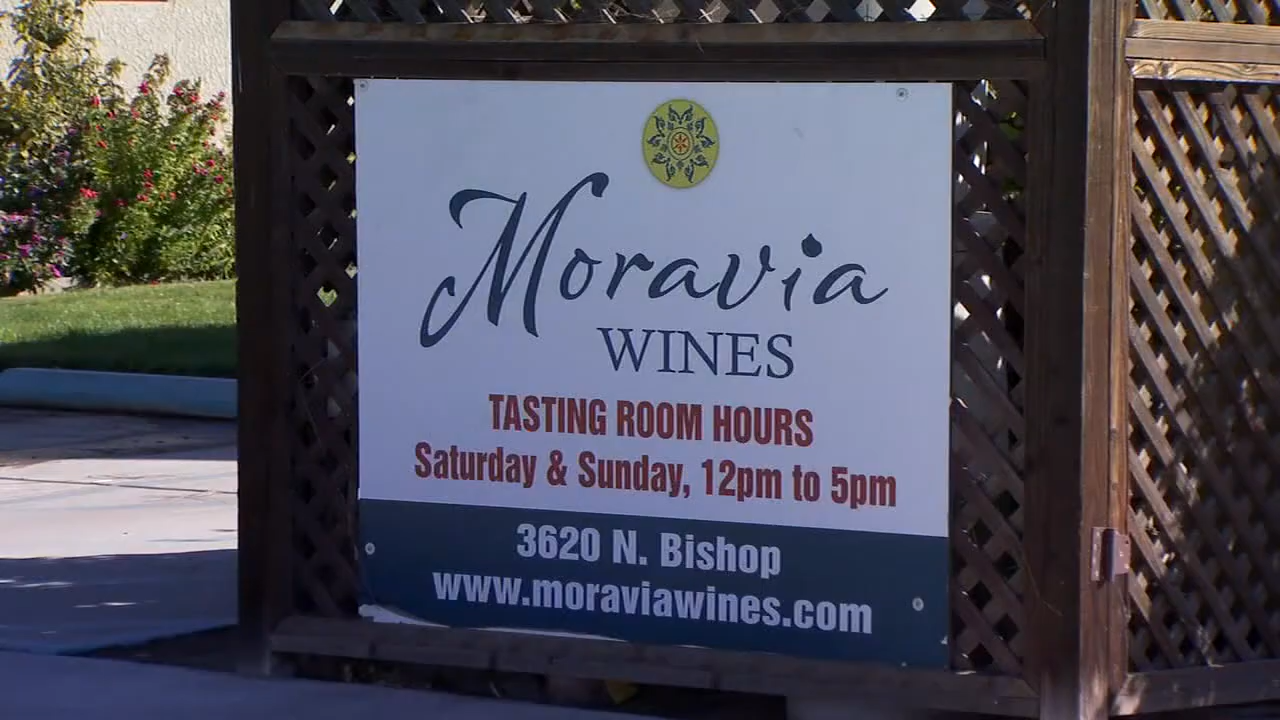 Moravia
WINES
TASTING ROOM HOURS
Saturday & Sunday, 12pm to 5pm
3620 N. Bishop
www.moraviawines.com